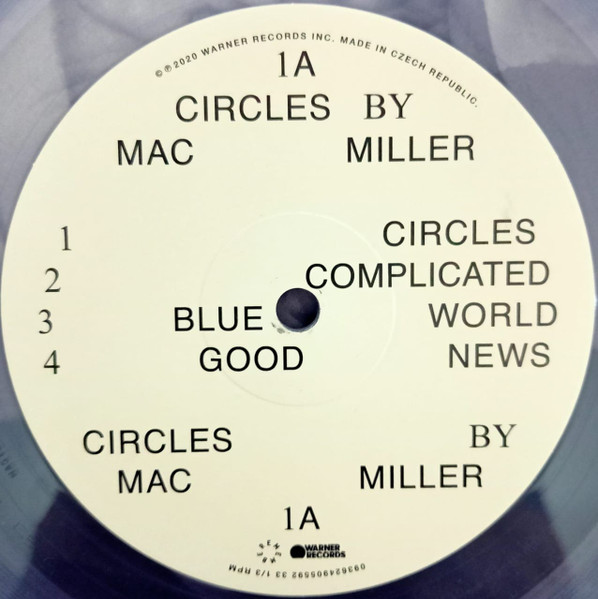 ©℗2020 WARNER RECORDS INC. MADE IN CZECH REPUBLIC.
1A
CIRCLES BY
MAC MILLER
1 CIRCLES
2 COMPLICATED
3 BLUE WORLD
4 GOOD NEWS
CIRCLES BY
MAC MILLER
1A
WARNER
RECORDS
093624905592 33 1/3 RPM